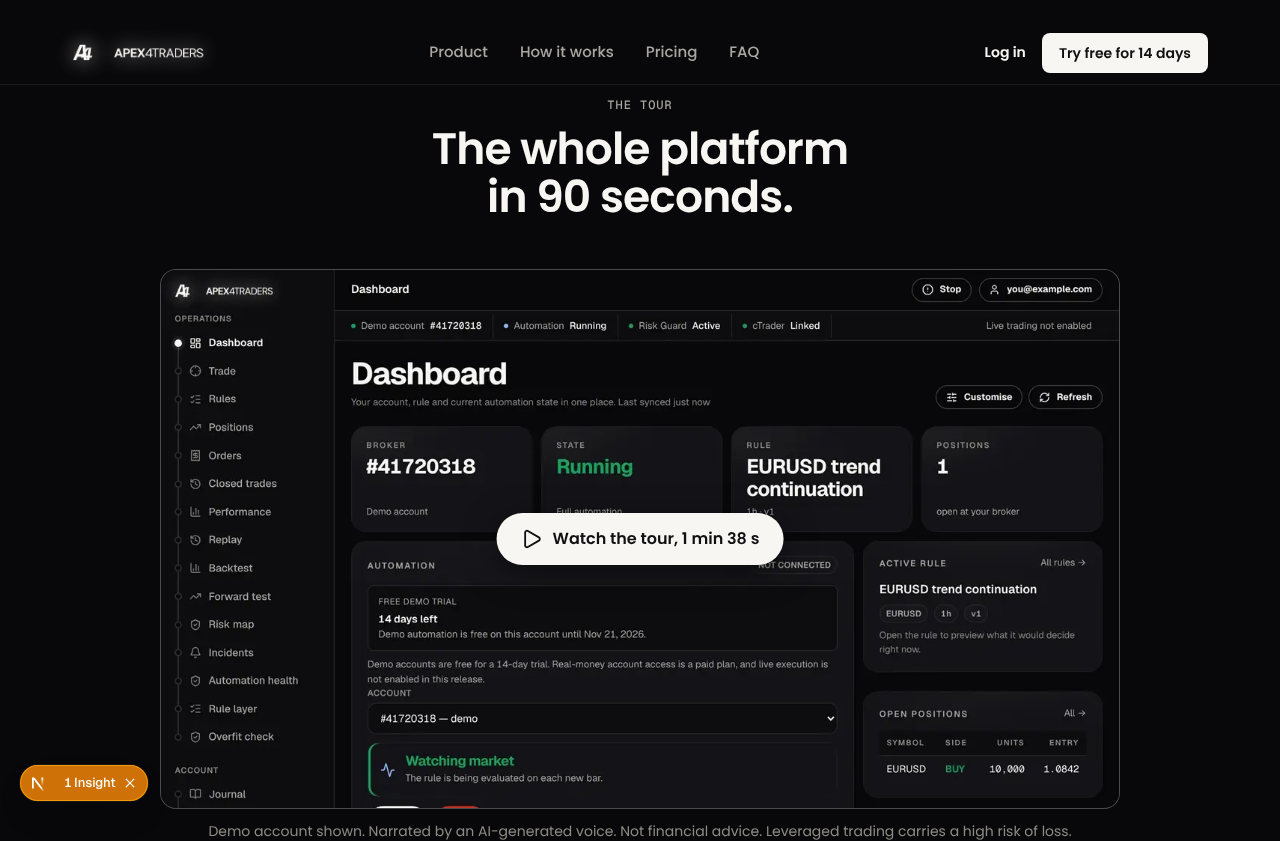 A4 APEX4TRADERS
Product
How it works
Pricing
FAQ
Log in
Try free for 14 days
THE TOUR
The whole platform
in 90 seconds.
APEX4TRADERS
OPERATIONS
Dashboard
Trade
Rules
Positions
Orders
Closed trades
Performance
Replay
Backtest
Forward test
Risk map
Incidents
Automation health
Rule layer
Overfit check
ACCOUNT
Journal
Dashboard
Stop
you@example.com
Demo account #41720318
Automation Running
Risk Guard Active
cTrader Linked
Live trading not enabled
Dashboard
Your account, rule and current automation state in one place. Last synced just now
Customise
Refresh
BROKER
#41720318
Demo account
STATE
Running
Full automation
RULE
EURUSD trend
continuation
1h · v1
POSITIONS
1
open at your broker
Watch the tour, 1 min 38 s
AUTOMATION
NOT CONNECTED
FREE DEMO TRIAL
14 days left
Demo automation is free on this account until Nov 21, 2026.
Demo accounts are free for a 14-day trial. Real-money account access is a paid plan, and live execution is
not enabled in this release.
ACCOUNT
#41720318 — demo
Watching market
The rule is being evaluated on each new bar.
ACTIVE RULE
All rules →
EURUSD trend continuation
EURUSD
1h
v1
Open the rule to preview what it would decide
right now.
OPEN POSITIONS
All →
SYMBOL SIDE UNITS ENTRY
EURUSD BUY 10,000 1.0842
1 Insight
Demo account shown. Narrated by an AI-generated voice. Not financial advice. Leveraged trading carries a high risk of loss.